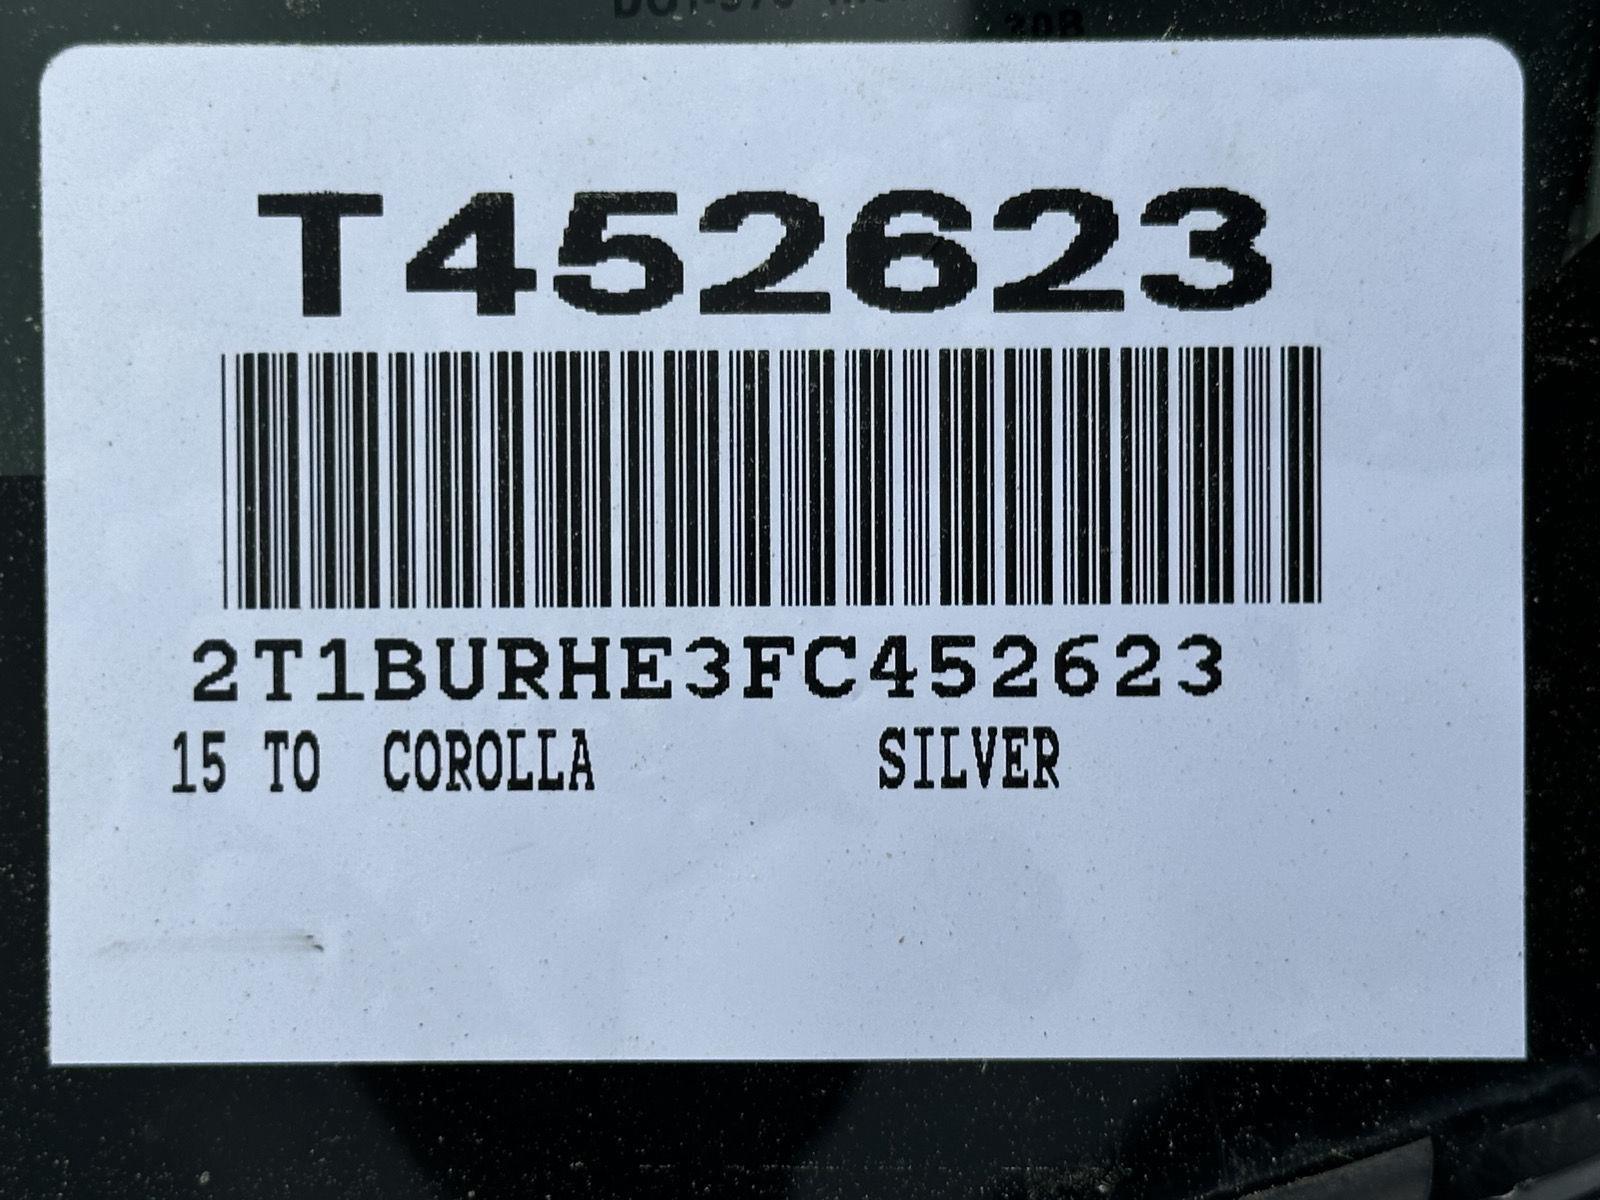 T452623
2T1BURHE3FC452623
15 TO COROLLA SILVER